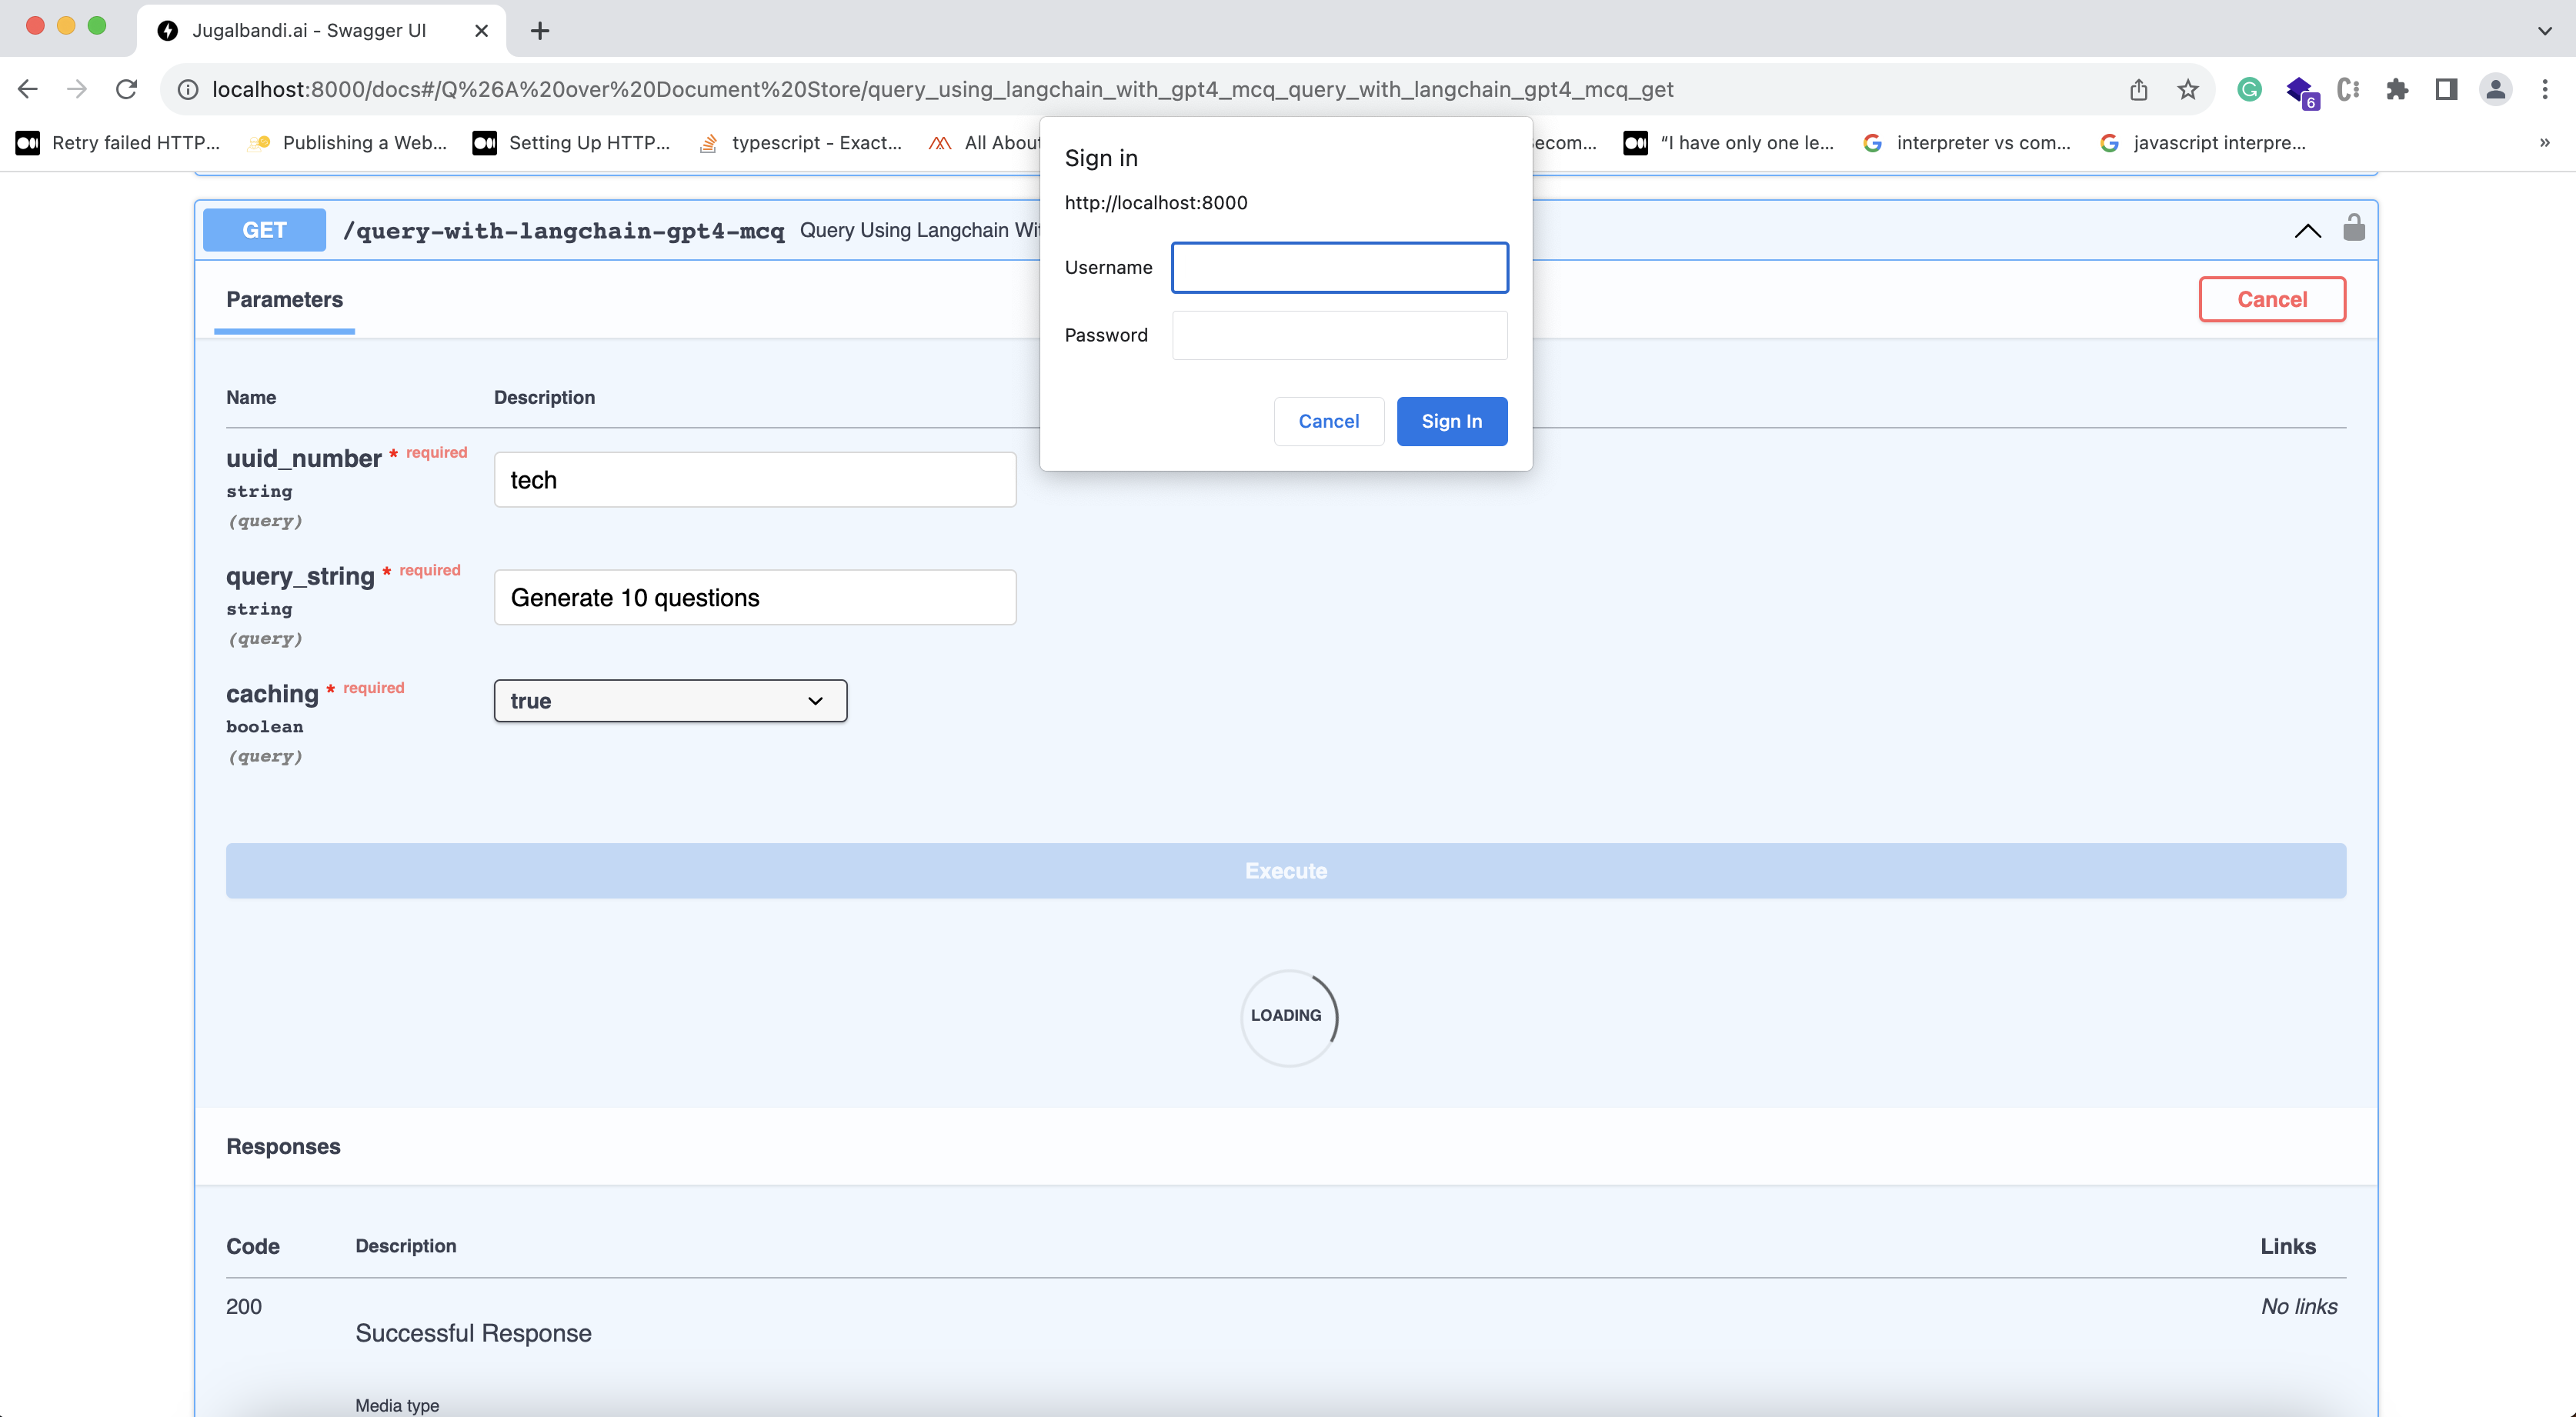 Jugalbandi.ai - Swagger UI
localhost:8000/docs#/Q%26A%20over%20Document%20Store/query_using_langchain_with_gpt4_mcq_query_with_langchain_gpt4_mcq_get
6
Retry failed HTTP... Publishing a Web... Setting Up HTTP... typescript - Exact... All About ecom... “I have only one le... interpreter vs com... javascript interpre... »
Sign in
http://localhost:8000
Username
Password
Cancel Sign In
GET /query-with-langchain-gpt4-mcq Query Using Langchain Wi
Parameters Cancel
Name Description
uuid_number * required
string
(query)
tech
query_string * required
string
(query)
Generate 10 questions
caching * required
boolean
(query)
true
Execute
LOADING
Responses
Code Description Links
200 No links
Successful Response
Media type